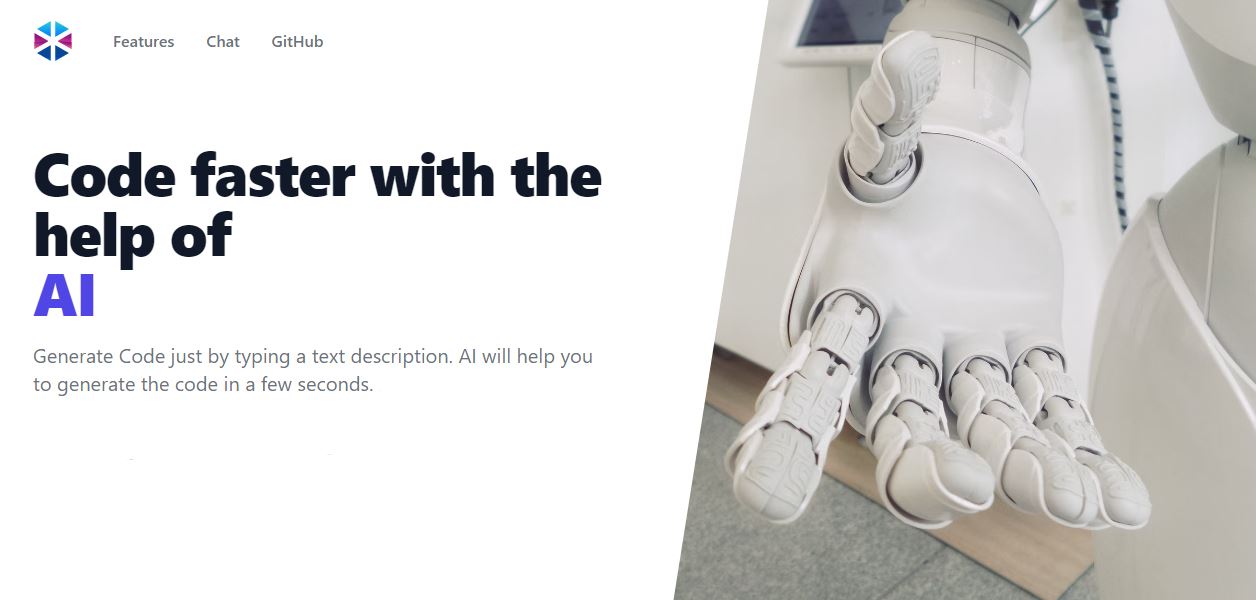 Features Chat GitHub
Code faster with the
help of
AI
Generate Code just by typing a text description. AI will help you
to generate the code in a few seconds.